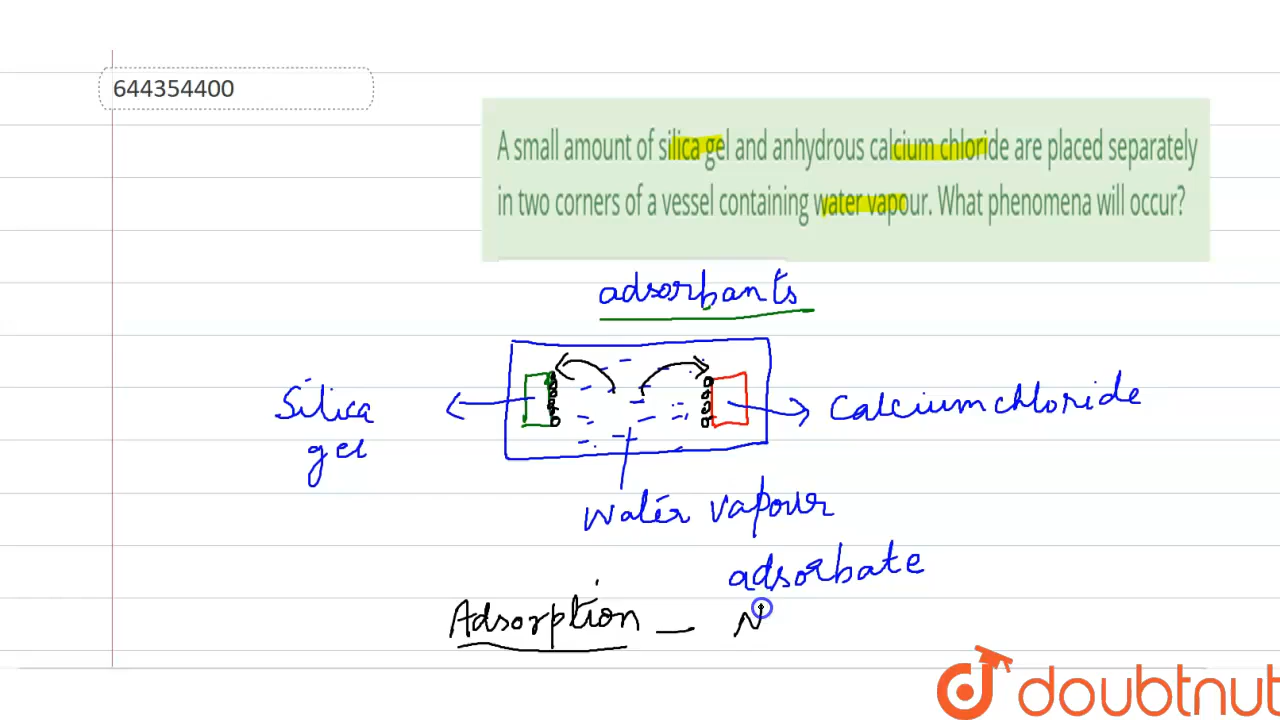 644354400
A small amount of silica gel and anhydrous calcium chloride are placed separately
in two corners of a vessel containing water vapour. What phenomena will occur?
adsorbants
Silica
gel
Calcium chloride
Water vapour
adsorbate
Adsorption — N
doubtnut